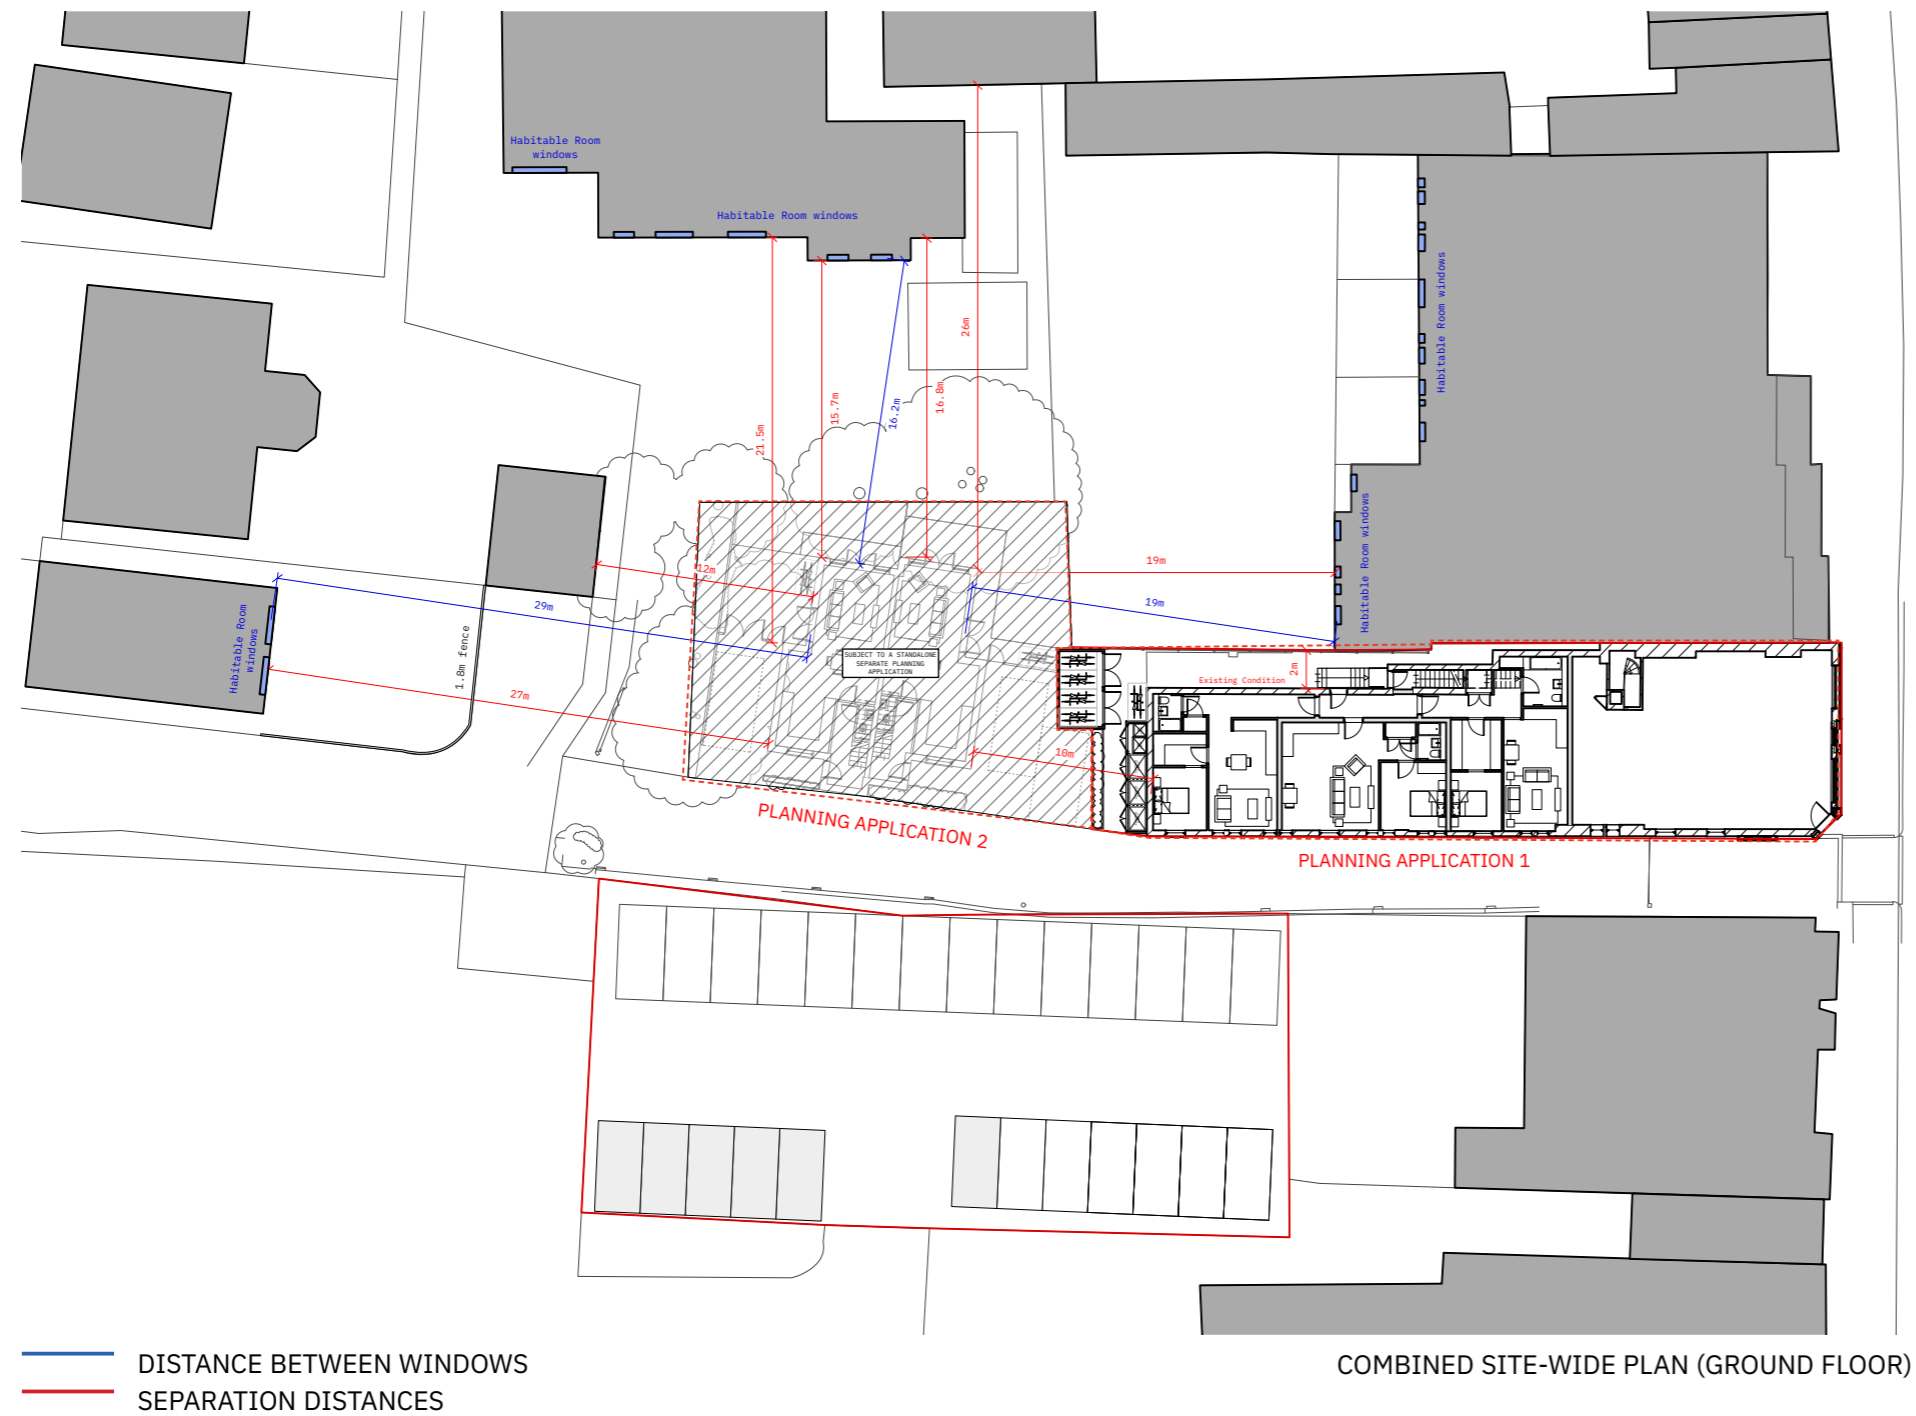 Habitable Room
windows
Habitable Room windows
26m
15.7m
16.2m
16.8m
21.5m
Habitable Room windows
Habitable Room windows
12m
19m
29m
19m
Habitable Room
windows
1.8m fence
27m
SUBJECT TO A STANDALONE
SEPARATE PLANNING
APPLICATION
Existing Condition
2m
10m
PLANNING APPLICATION 2
PLANNING APPLICATION 1
DISTANCE BETWEEN WINDOWS
SEPARATION DISTANCES
COMBINED SITE-WIDE PLAN (GROUND FLOOR)